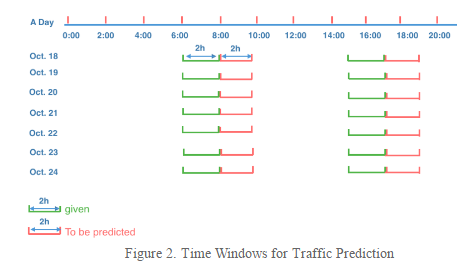 A Day
0:00 2:00 4:00 6:00 8:00 10:00 12:00 14:00 16:00 18:00 20:00
2h 2h
Oct. 18
Oct. 19
Oct. 20
Oct. 21
Oct. 22
Oct. 23
Oct. 24
2h
given
2h
To be predicted
Figure 2. Time Windows for Traffic Prediction